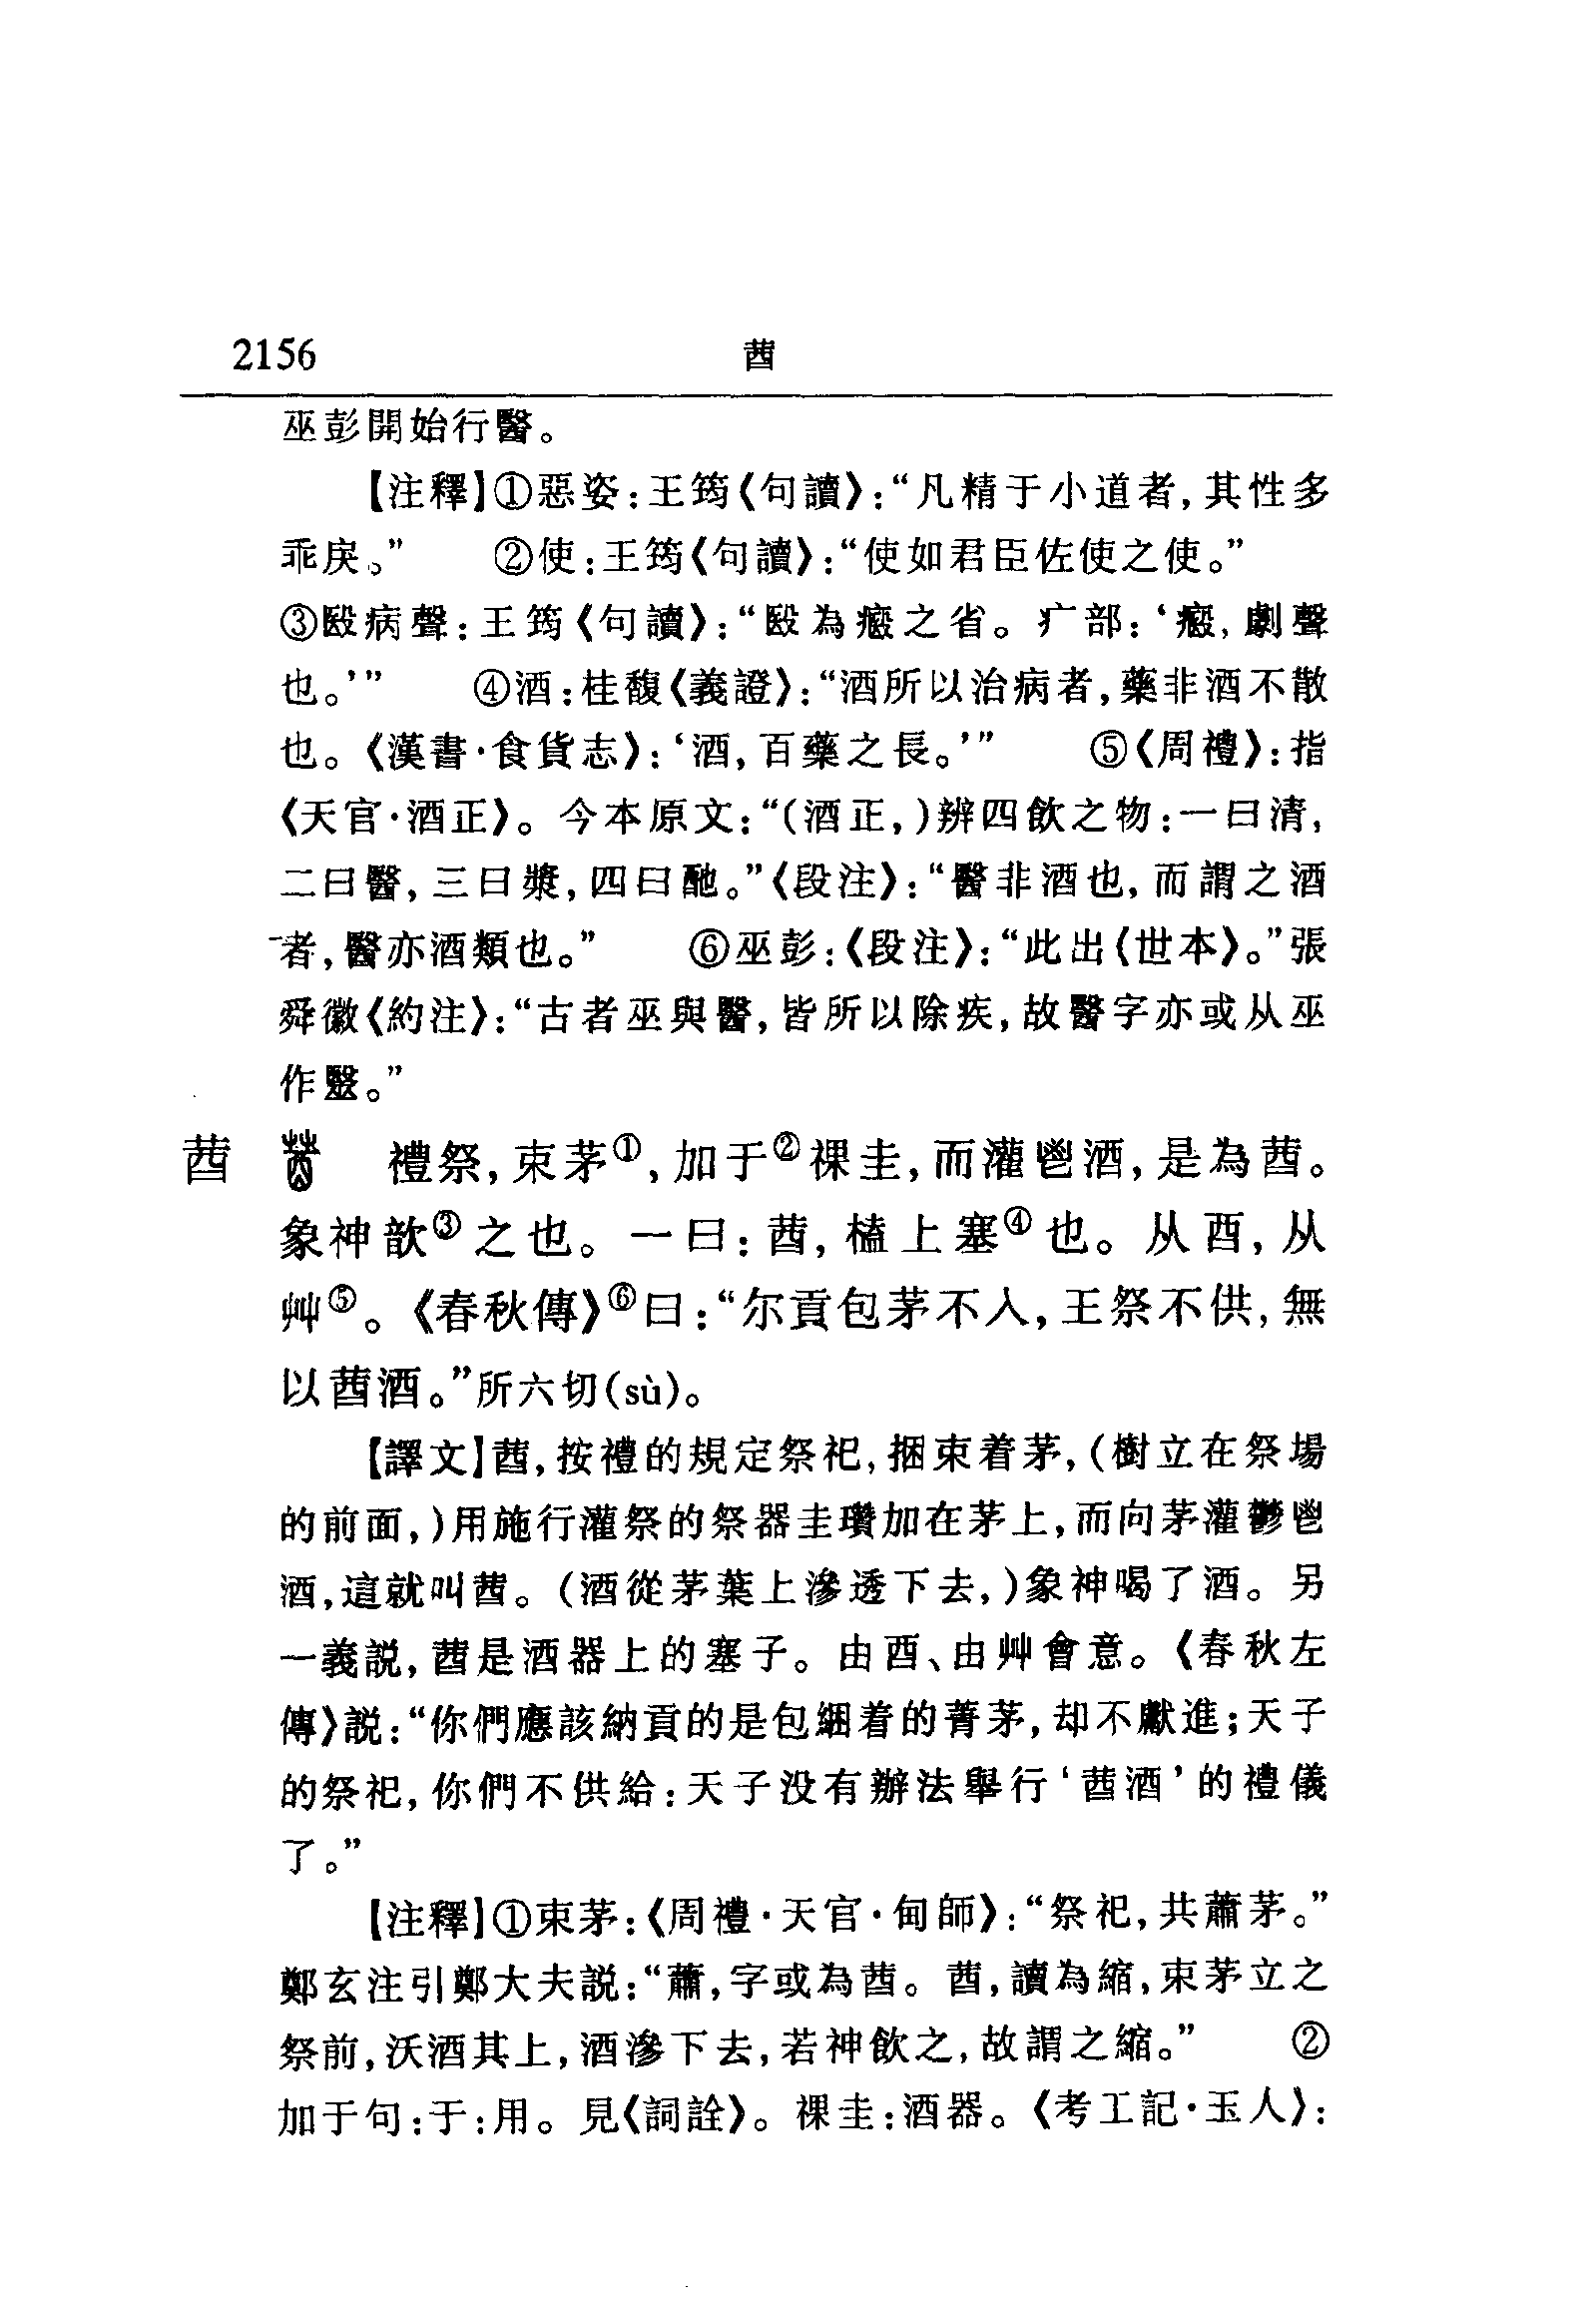 2156 茜
巫彭開始行醫。
【注釋】①惡姿:王筠《句讀》:“凡精于小道者,其性多
乖戾。” ②使:王筠《句讀》:“使如君臣佐使之使。”
③殹病聲:王筠《句讀》:“殹為瘱之省。疒部:‘瘱,劇聲
也。’” ④酒:桂馥《義證》:“酒所以治病者,藥非酒不散
也。《漢書·食貨志》:‘酒,百藥之長。’” ⑤《周禮》:指
《天官·酒正》。今本原文:“(酒正,)辨四飲之物:一曰清,
二曰醫,三曰漿,四曰酏。”《段注》:“醫非酒也,而謂之酒
者,醫亦酒類也。” ⑥巫彭:《段注》:“此出《世本》。”張
舜徽《約注》:“古者巫與醫,皆所以除疾,故醫字亦或从巫
作毉。”
莤 莤 禮祭,束茅①,加于②祼圭,而灌鬯酒,是為莤。
象神歆③之也。一曰:莤,榼上塞④也。从酉,从
艸⑤。《春秋傳》⑥曰:“尔貢包茅不入,王祭不供,無
以莤酒。”所六切(sù)。
【譯文】莤,按禮的規定祭祀,捆束着茅,(樹立在祭場
的前面,)用施行灌祭的祭器圭瓚加在茅上,而向茅灌鬱鬯
酒,這就叫莤。(酒從茅葉上滲透下去,)象神喝了酒。另
一義説,莤是酒器上的塞子。由酉、由艸會意。《春秋左
傳》説:“你們應該納貢的是包綑着的菁茅,却不獻進;天子
的祭祀,你們不供給:天子没有辦法舉行‘莤酒’的禮儀
了。”
【注釋】①束茅:《周禮·天官·甸師》:“祭祀,共蕭茅。”
鄭玄注引鄭大夫説:“蕭,字或為莤。莤,讀為縮,束茅立之
祭前,沃酒其上,酒滲下去,若神飲之,故謂之縮。” ②
加于句:于:用。見《詞詮》。祼圭:酒器。《考工記·玉人》: